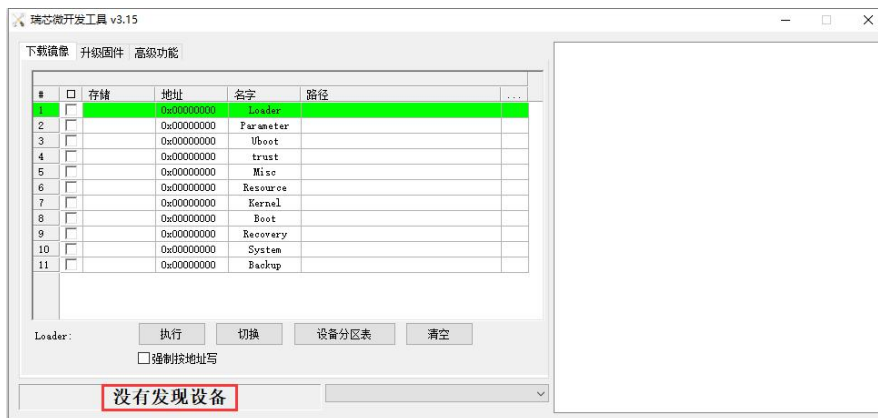 瑞芯微开发工具 v3.15
下载镜像 升级固件 高级功能
# 存储 地址 名字 路径 ...
1 0x00000000 Loader
2 0x00000000 Parameter
3 0x00000000 Uboot
4 0x00000000 trust
5 0x00000000 Misc
6 0x00000000 Resource
7 0x00000000 Kernel
8 0x00000000 Boot
9 0x00000000 Recovery
10 0x00000000 System
11 0x00000000 Backup
Loader: 执行 切换 设备分区表 清空
强制按地址写
没有发现设备